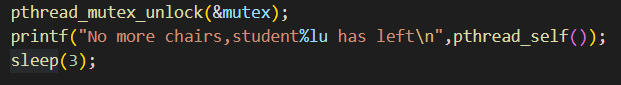 pthread_mutex_unlock(&mutex);
printf("No more chairs,student%lu has left\n",pthread_self());
sleep(3);